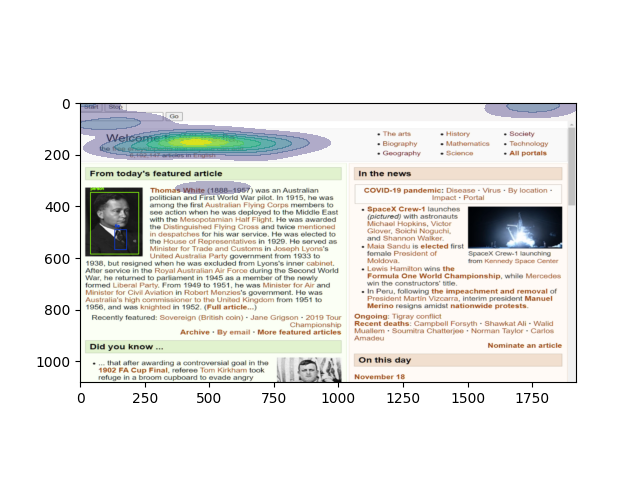 Start Stop
Go
Welcome
articles in English
The arts
Biography
Geography
History
Mathematics
Science
Society
Technology
All portals
From today's featured article
Thomas White (1888–1957) was an Australian
politician and First World War pilot. In 1915, he was
among the first Australian Flying Corps members to
see action when he was deployed to the Middle East
with the Mesopotamian Half Flight. He was awarded
the Distinguished Flying Cross and twice mentioned
in despatches for his war service. He was elected to
the House of Representatives in 1929. He served as
Minister for Trade and Customs in Joseph Lyons's
United Australia Party government from 1933 to
1938, but resigned when he was excluded from Lyons's inner cabinet.
After service in the Royal Australian Air Force during the Second World
War, he returned to parliament in 1945 as a member of the newly
formed Liberal Party. From 1949 to 1951, he was Minister for Air and
Minister for Civil Aviation in Robert Menzies's government. He was
Australia's high commissioner to the United Kingdom from 1951 to
1956, and was knighted in 1952. (Full article...)
Recently featured: Sovereign (British coin) · Jane Grigson · 2019 Tour
Championship
Archive · By email · More featured articles
Did you know ...
... that after awarding a controversial goal in the
1902 FA Cup Final, referee Tom Kirkham took
refuge in a broom cupboard to evade angry
In the news
COVID-19 pandemic: Disease · Virus · By location ·
Impact · Portal
SpaceX Crew-1 launches
(pictured) with astronauts
Michael Hopkins, Victor
Glover, Soichi Noguchi,
and Shannon Walker.
Maia Sandu is elected first
female President of
Moldova.
SpaceX Crew-1 launching
from Kennedy Space Center
Lewis Hamilton wins the
Formula One World Championship, while Mercedes
win the constructors' title.
In Peru, following the impeachment and removal of
President Martín Vizcarra, interim president Manuel
Merino resigns amidst nationwide protests.
Ongoing: Tigray conflict
Recent deaths: Campbell Forsyth · Shawkat Ali · Walid
Muallem · Soumitra Chatterjee · Norman Taylor · Carlos
Amadeu
Nominate an article
On this day
November 18
0
200
400
600
800
1000
0 250 500 750 1000 1250 1500 1750